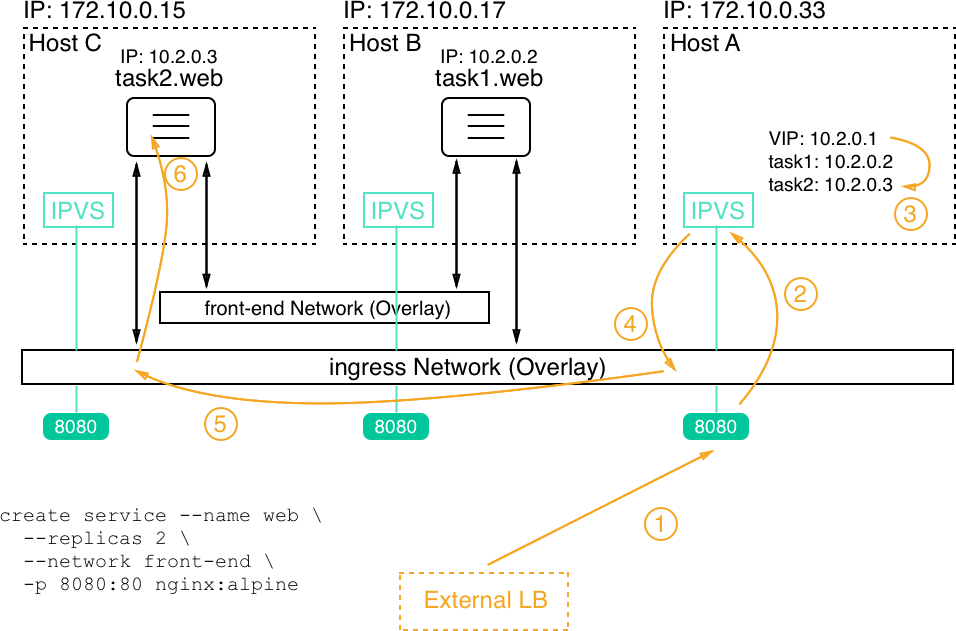 IP: 172.10.0.15
IP: 172.10.0.17
IP: 172.10.0.33
Host C
Host B
Host A
IP: 10.2.0.3
task2.web
IP: 10.2.0.2
task1.web
VIP: 10.2.0.1
task1: 10.2.0.2
task2: 10.2.0.3
6
3
IPVS
IPVS
IPVS
2
4
front-end Network (Overlay)
ingress Network (Overlay)
5
8080
8080
8080
1
create service --name web \
--replicas 2 \
--network front-end \
-p 8080:80 nginx:alpine
External LB